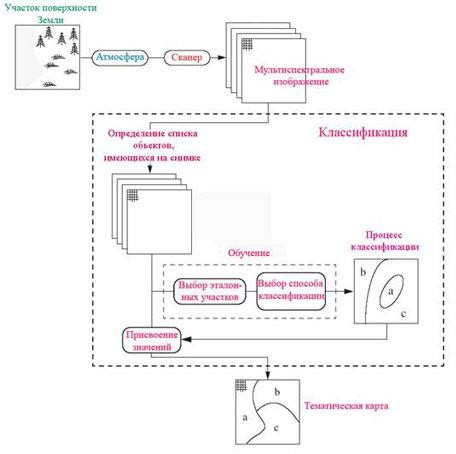 Участок поверхности
Земли
Атмосфера
Сканер
Мультиспектральное
изображение
Классификация
Определение списка
объектов,
имеющихся на снимке
Обучение
Выбор эталон-
ных участков
Выбор способа
классификации
Процесс
классификации
b
a
c
Присвоение
значений
b
a
c
Тематическая карта